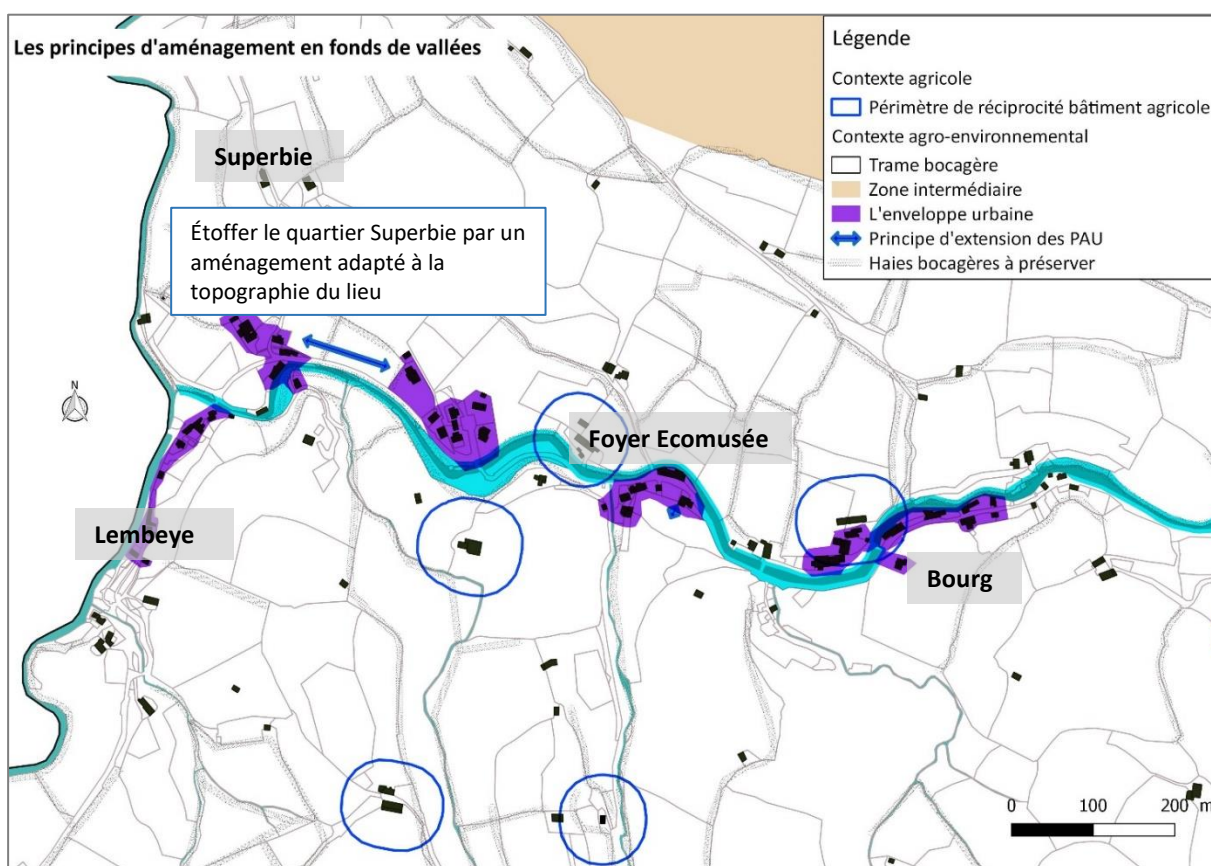 Les principes d'aménagement en fonds de vallées
Légende
Contexte agricole
Périmètre de réciprocité bâtiment agricole
Contexte agro-environnemental
Trame bocagère
Zone intermédiaire
L'enveloppe urbaine
Principe d'extension des PAU
Haies bocagères à préserver
Superbie
Étoffer le quartier Superbie par un
aménagement adapté à la
topographie du lieu
N
Foyer Ecomusée
Lembeye
Bourg
0 100 200 m